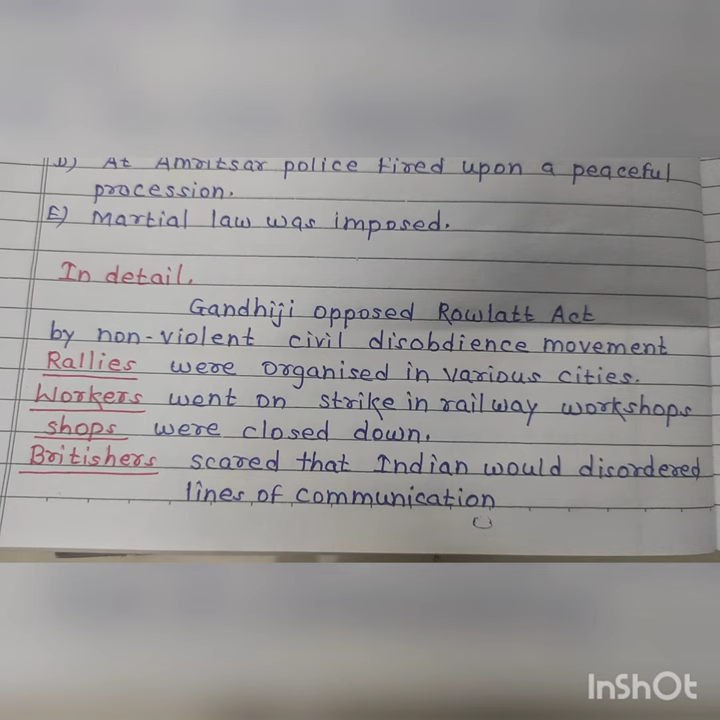 D) At Amritsar police fired upon a peaceful
procession.
E) Martial law was imposed.
In detail.
Gandhiji opposed Rowlatt Act
by non-violent civil disobdience movement
Rallies were organised in various cities.
Workers went on strike in railway workshops
shops were closed down.
Britishers scared that Indian would disordered
lines of communication
InShOt